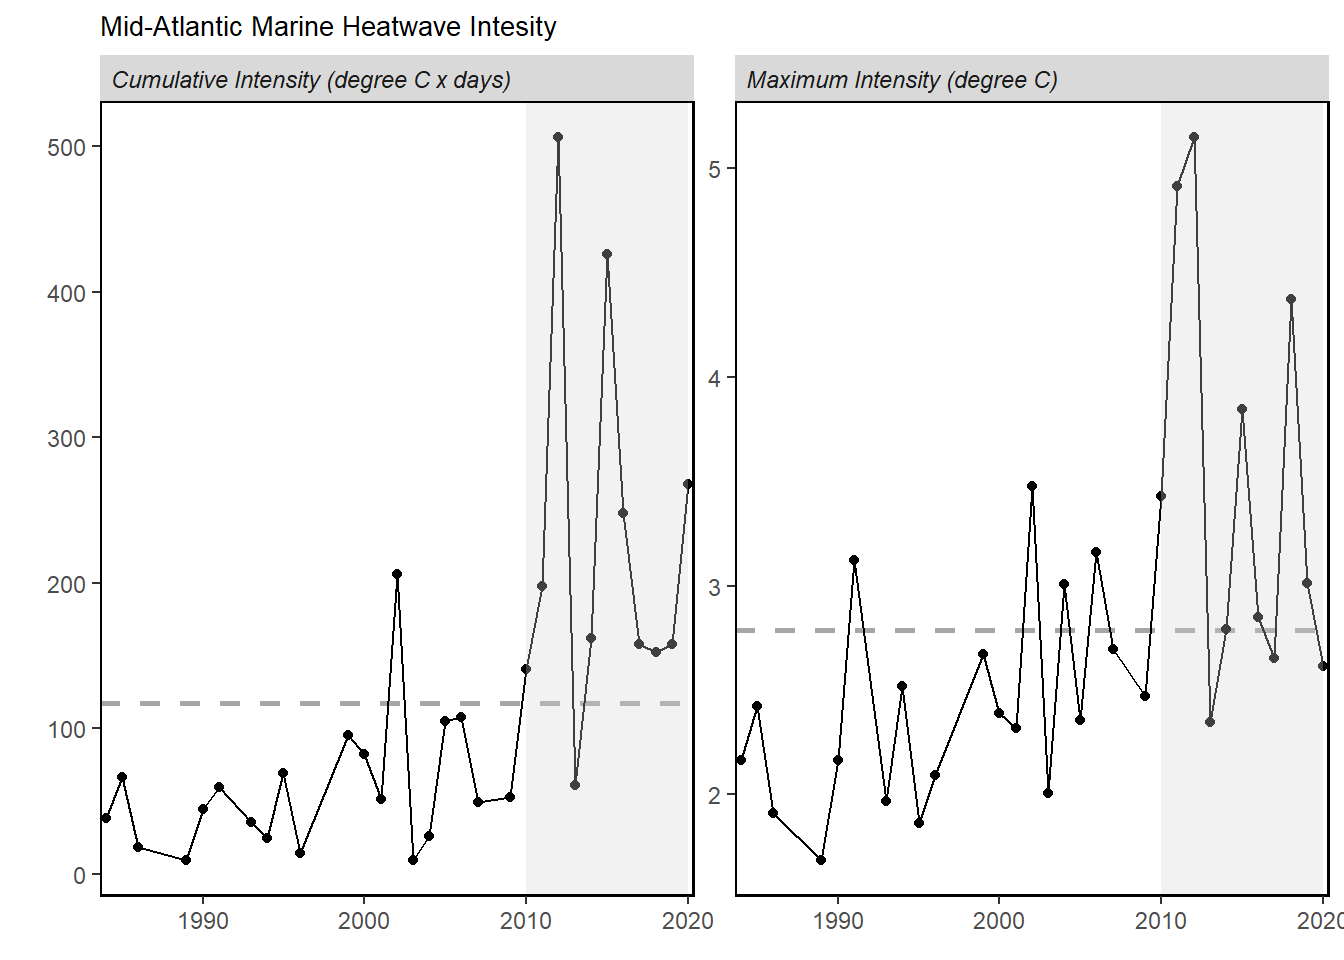 Mid-Atlantic Marine Heatwave Intesity
Cumulative Intensity (degree C x days)
500
400
300
200
100
0
1990 2000 2010 2020
Maximum Intensity (degree C)
5
4
3
2
1990 2000 2010 2020